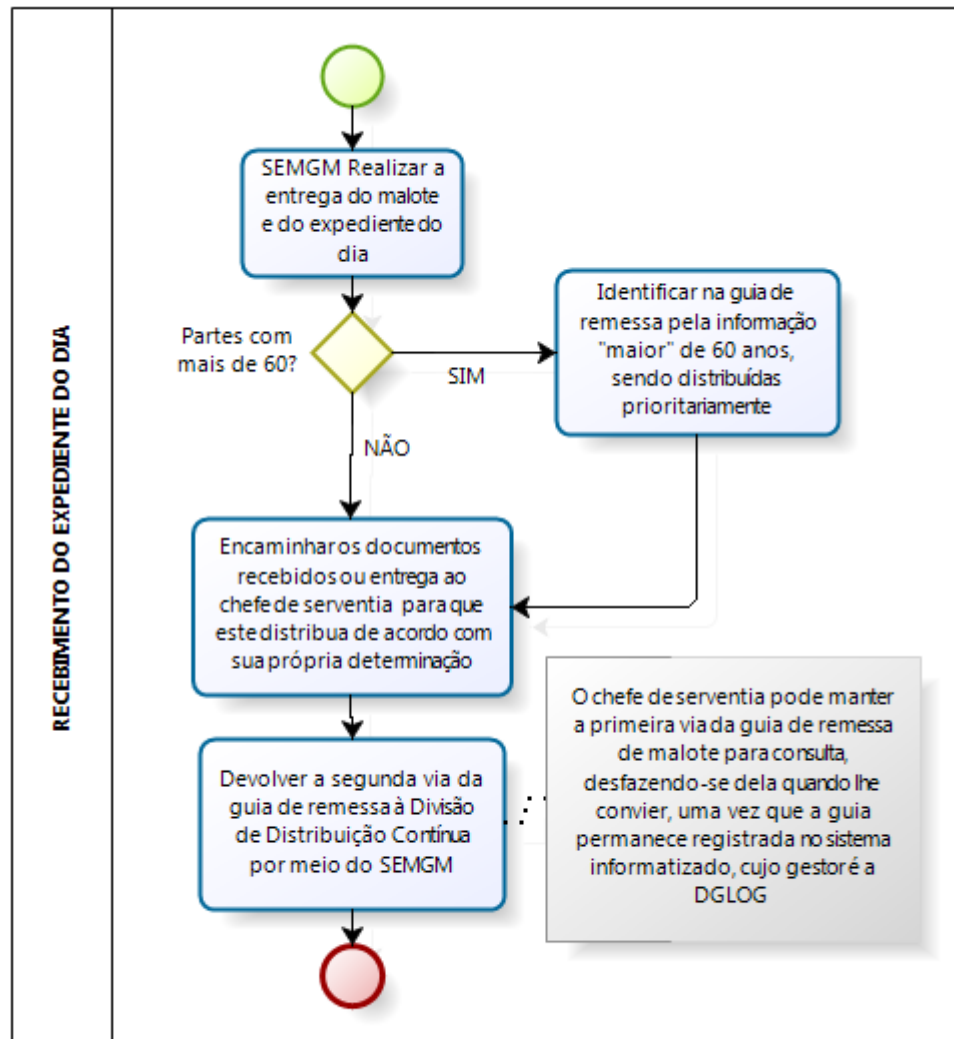 RECEBIMENTO DO EXPEDIENTE DO DIA
SEMGM Realizar a
entrega do malote
e do expediente do
dia
Partes com
mais de 60?
SIM
Identificar na guia de
remessa pela informação
"maior" de 60 anos,
sendo distribuídas
prioritariamente
NÃO
Encaminhar os documentos
recebidos ou entrega ao
chefe de serventia para que
este distribua de acordo com
sua própria determinação
Devolver a segunda via da
guia de remessa à Divisão
de Distribuição Contínua
por meio do SEMGM
O chefe de serventia pode manter
a primeira via da guia de remessa
de malote para consulta,
desfazendo-se dela quando lhe
convier, uma vez que a guia
permanece registrada no sistema
informatizado, cujo gestor é a
DGLOG